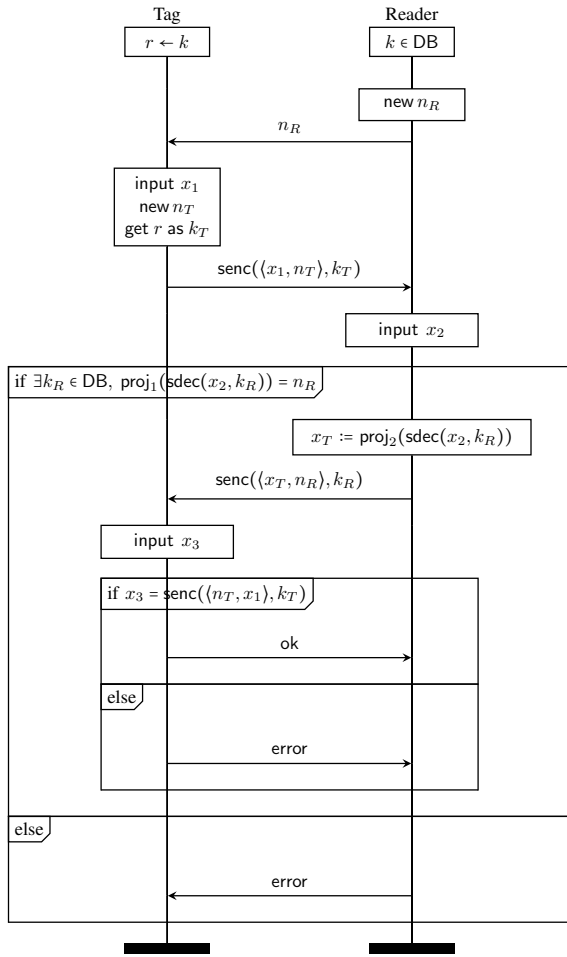 Tag Reader
r ← k k ∈ DB
new n_R
n_R
input x_1
new n_T
get r as k_T
senc(⟨x_1, n_T⟩, k_T)
input x_2
if ∃k_R ∈ DB, proj_1(sdec(x_2, k_R)) = n_R
x_T := proj_2(sdec(x_2, k_R))
senc(⟨x_T, n_R⟩, k_R)
input x_3
if x_3 = senc(⟨n_T, x_1⟩, k_T)
ok
else
error
else
error